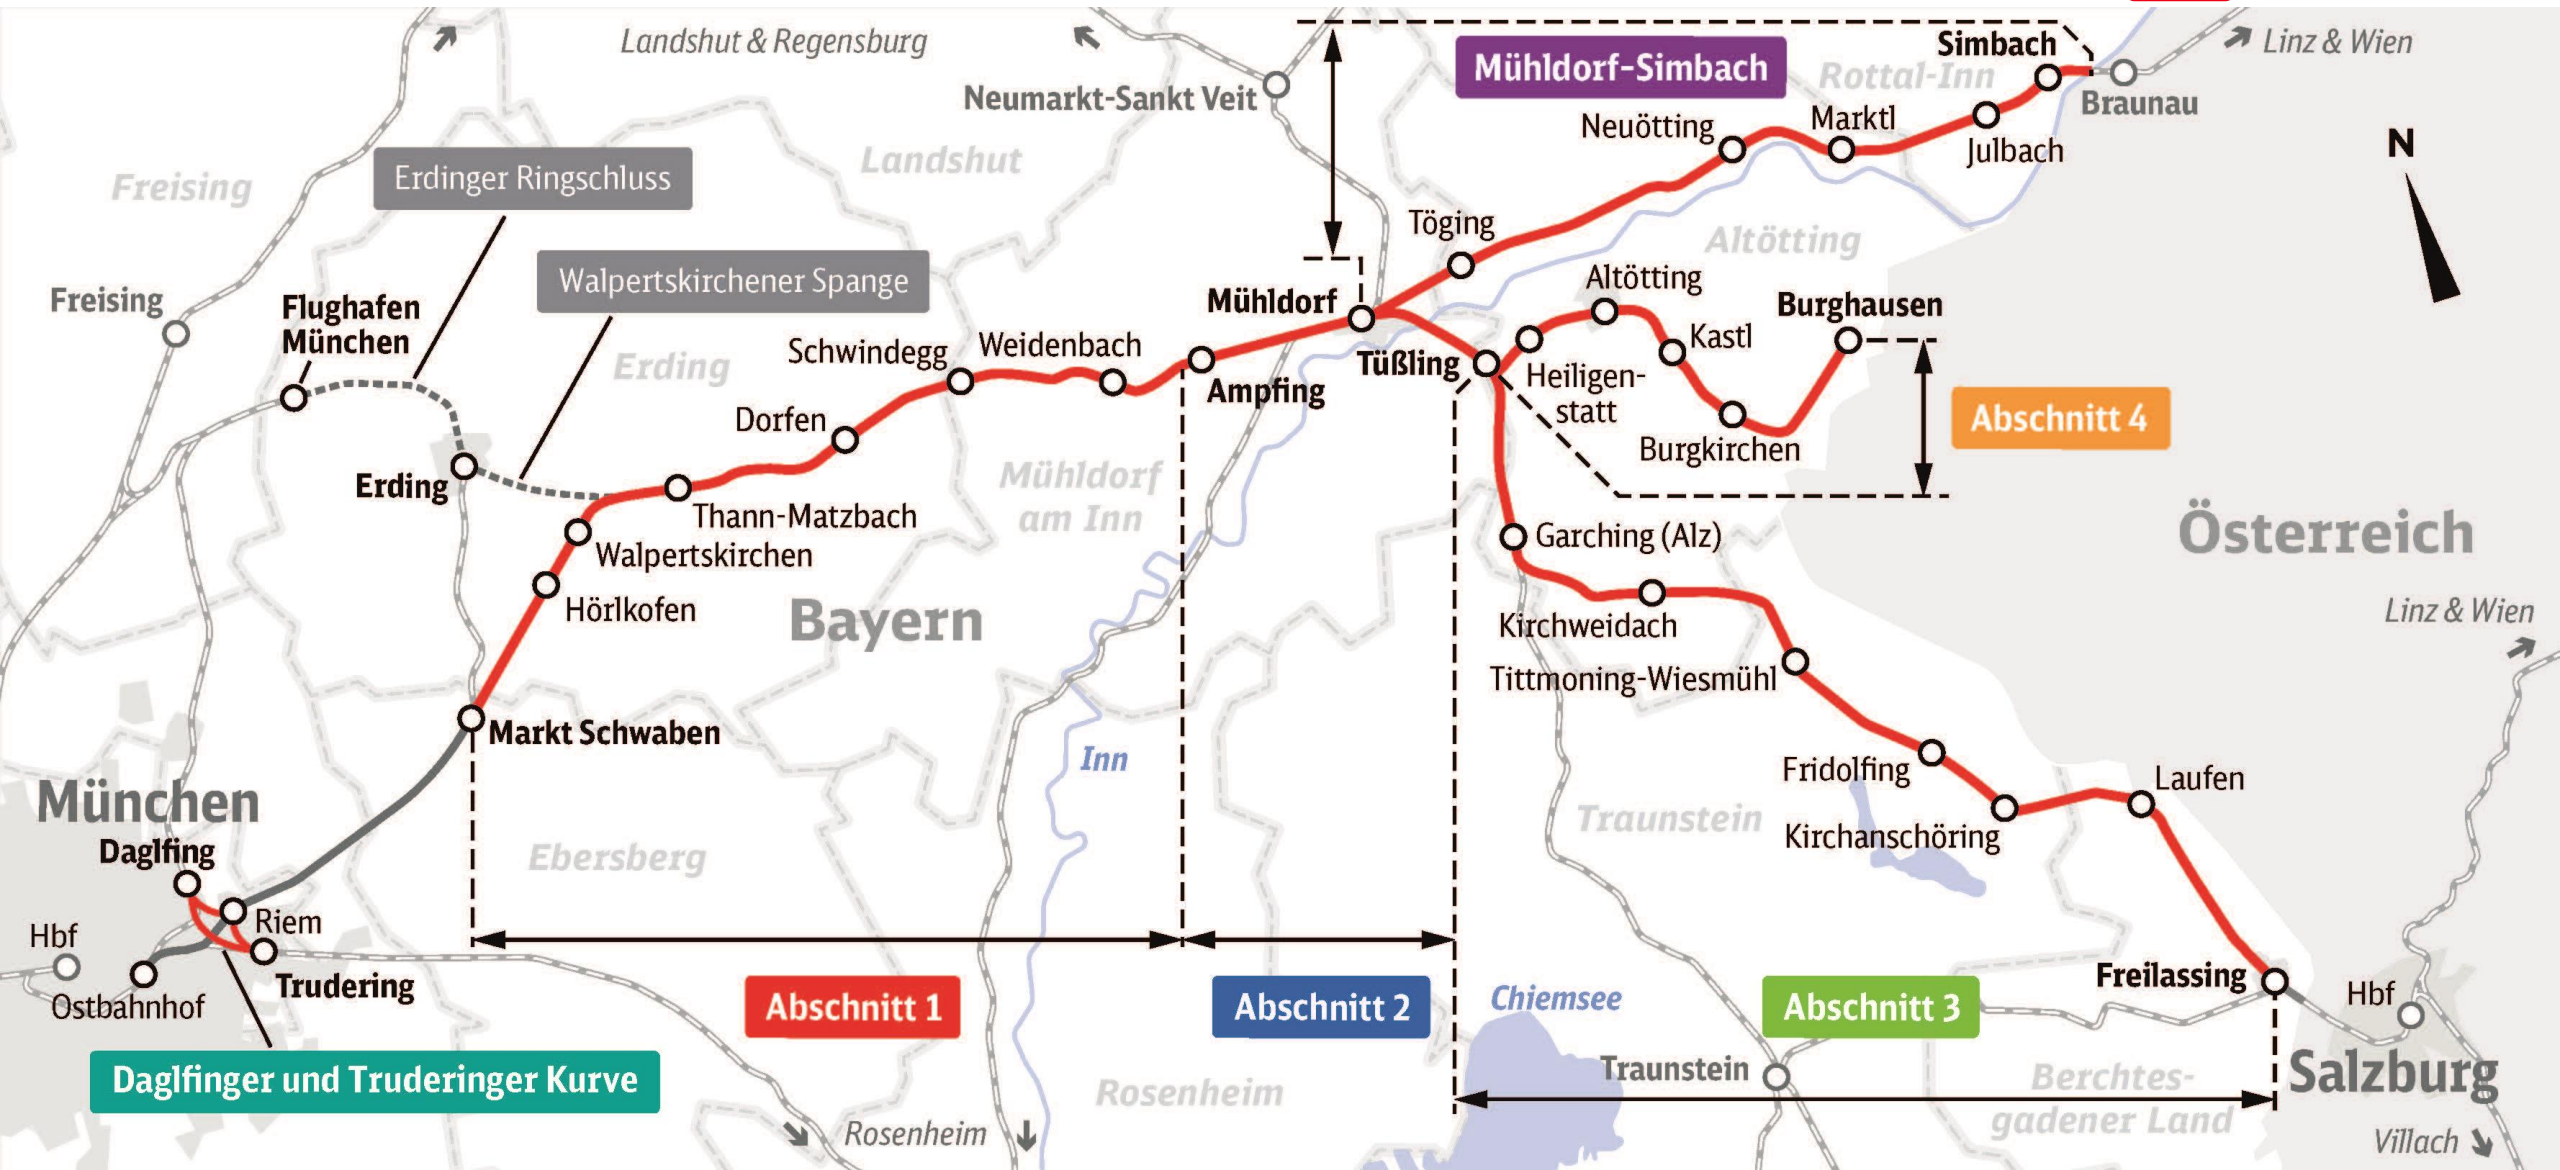 Landshut & Regensburg
Simbach
Linz & Wien
Mühldorf-Simbach
Rottal-Inn
Neumarkt-Sankt Veit
Braunau
Neuötting
Marktl
Julbach
N
Landshut
Erdinger Ringschluss
Freising
Töging
Altötting
Walpertskirchener Spange
Altötting
Freising
Flughafen
München
Mühldorf
Burghausen
Schwindegg
Weidenbach
Kastl
Erding
Tüßling
Ampfing
Heiligen-
statt
Abschnitt 4
Dorfen
Burgkirchen
Erding
Mühldorf
am Inn
Thann-Matzbach
Österreich
Garching (Alz)
Walpertskirchen
Hörlkofen
Bayern
Linz & Wien
Kirchweidach
Tittmoning-Wiesmühl
Markt Schwaben
Inn
Fridolfing
Laufen
München
Traunstein
Kirchanschöring
Daglfing
Ebersberg
Riem
Hbf
Trudering
Freilassing
Ostbahnhof
Hbf
Abschnitt 1
Abschnitt 2
Chiemsee
Abschnitt 3
Daglfinger und Truderinger Kurve
Traunstein
Salzburg
Rosenheim
Berchtes-
gadener Land
Rosenheim
Villach